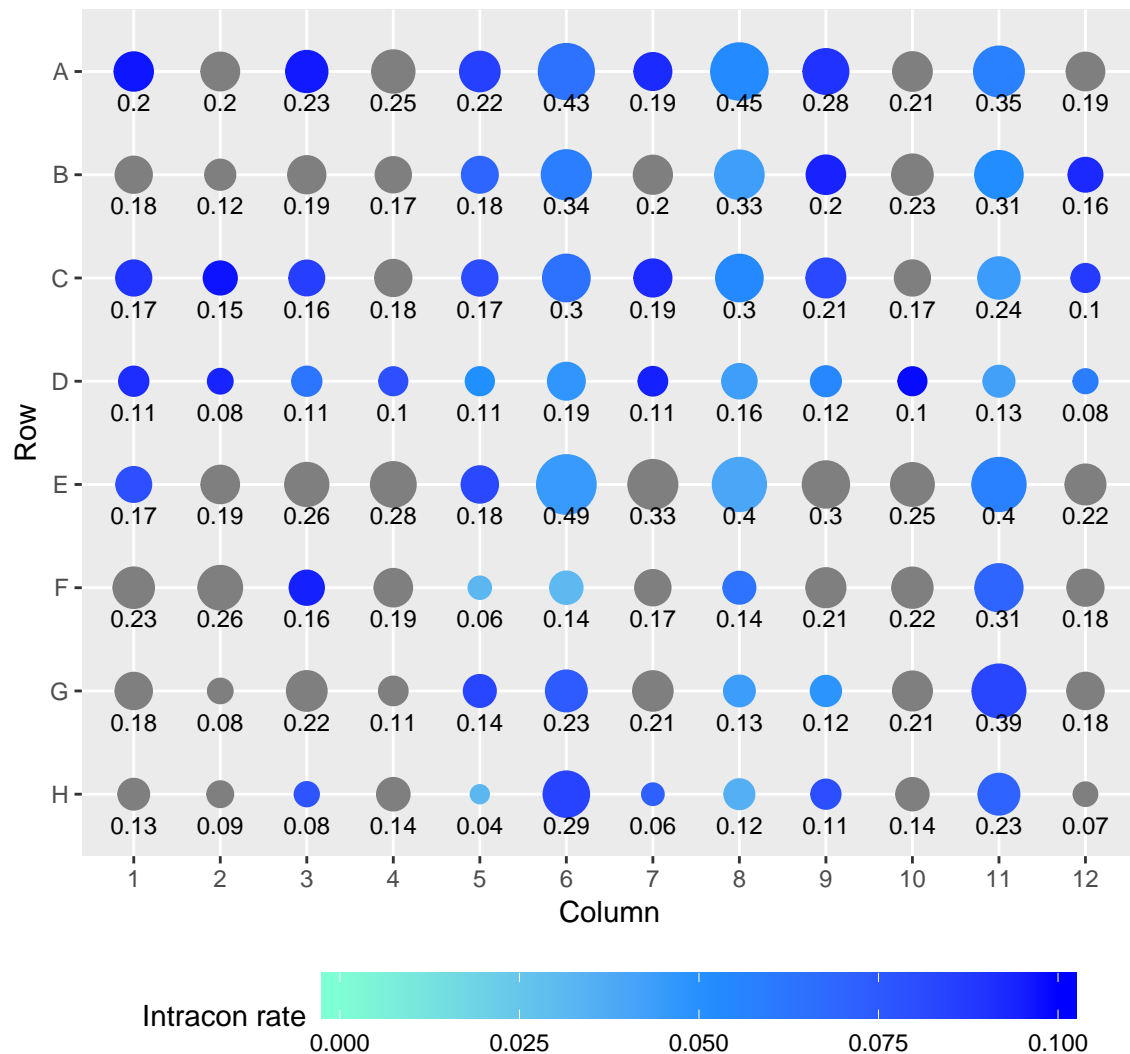 A
0.2 0.2 0.23 0.25 0.22 0.43 0.19 0.45 0.28 0.21 0.35 0.19
B
0.18 0.12 0.19 0.17 0.18 0.34 0.2 0.33 0.2 0.23 0.31 0.16
C
0.17 0.15 0.16 0.18 0.17 0.3 0.19 0.3 0.21 0.17 0.24 0.1
D
0.11 0.08 0.11 0.1 0.11 0.19 0.11 0.16 0.12 0.1 0.13 0.08
Row
E
0.17 0.19 0.26 0.28 0.18 0.49 0.33 0.4 0.3 0.25 0.4 0.22
F
0.23 0.26 0.16 0.19 0.06 0.14 0.17 0.14 0.21 0.22 0.31 0.18
G
0.18 0.08 0.22 0.11 0.14 0.23 0.21 0.13 0.12 0.21 0.39 0.18
H
0.13 0.09 0.08 0.14 0.04 0.29 0.06 0.12 0.11 0.14 0.23 0.07
1 2 3 4 5 6 7 8 9 10 11 12
Column
Intracon rate
0.000 0.025 0.050 0.075 0.100